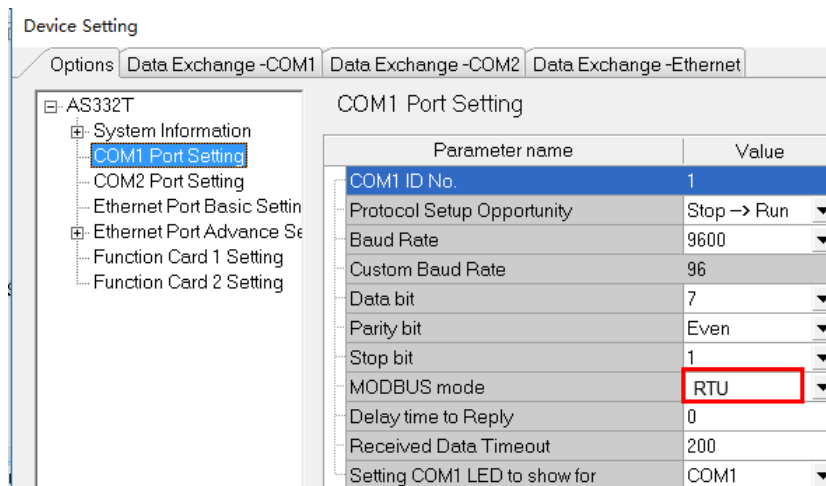 Device Setting
Options Data Exchange -COM1 Data Exchange -COM2 Data Exchange -Ethernet
AS332T
System Information
COM1 Port Setting
COM2 Port Setting
Ethernet Port Basic Settin
Ethernet Port Advance Se
Function Card 1 Setting
Function Card 2 Setting
COM1 Port Setting
Parameter name Value
COM1 ID No. 1
Protocol Setup Opportunity Stop —> Run
Baud Rate 9600
Custom Baud Rate 96
Data bit 7
Parity bit Even
Stop bit 1
MODBUS mode RTU
Delay time to Reply 0
Received Data Timeout 200
Setting COM1 LED to show for COM1